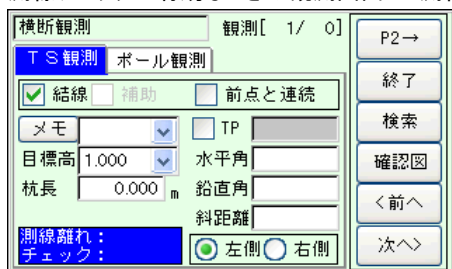 横断観測 観測[ 1/ 0]
ＴＳ観測 ポール観測
結線 補助 前点と連続
メモ TP
目標高 1.000 水平角
杭長 0.000 m 鉛直角
斜距離
測線離れ：
チェック： 左側 右側
P2→
終了
検索
確認図
＜前へ
次へ＞